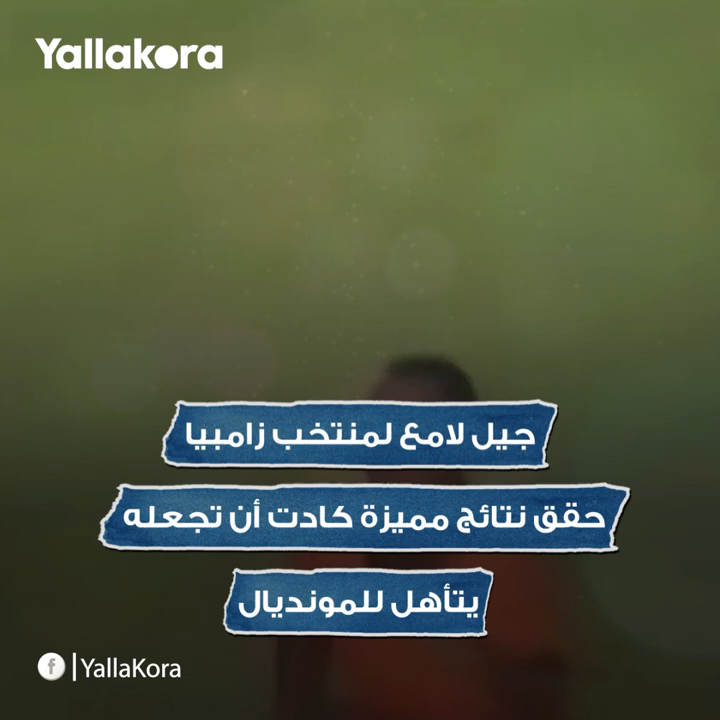 Yallakora
جيل لامع لمنتخب زامبيا
حقق نتائج مميزة كادت أن تجعله
يتأهل للمونديال
f | YallaKora